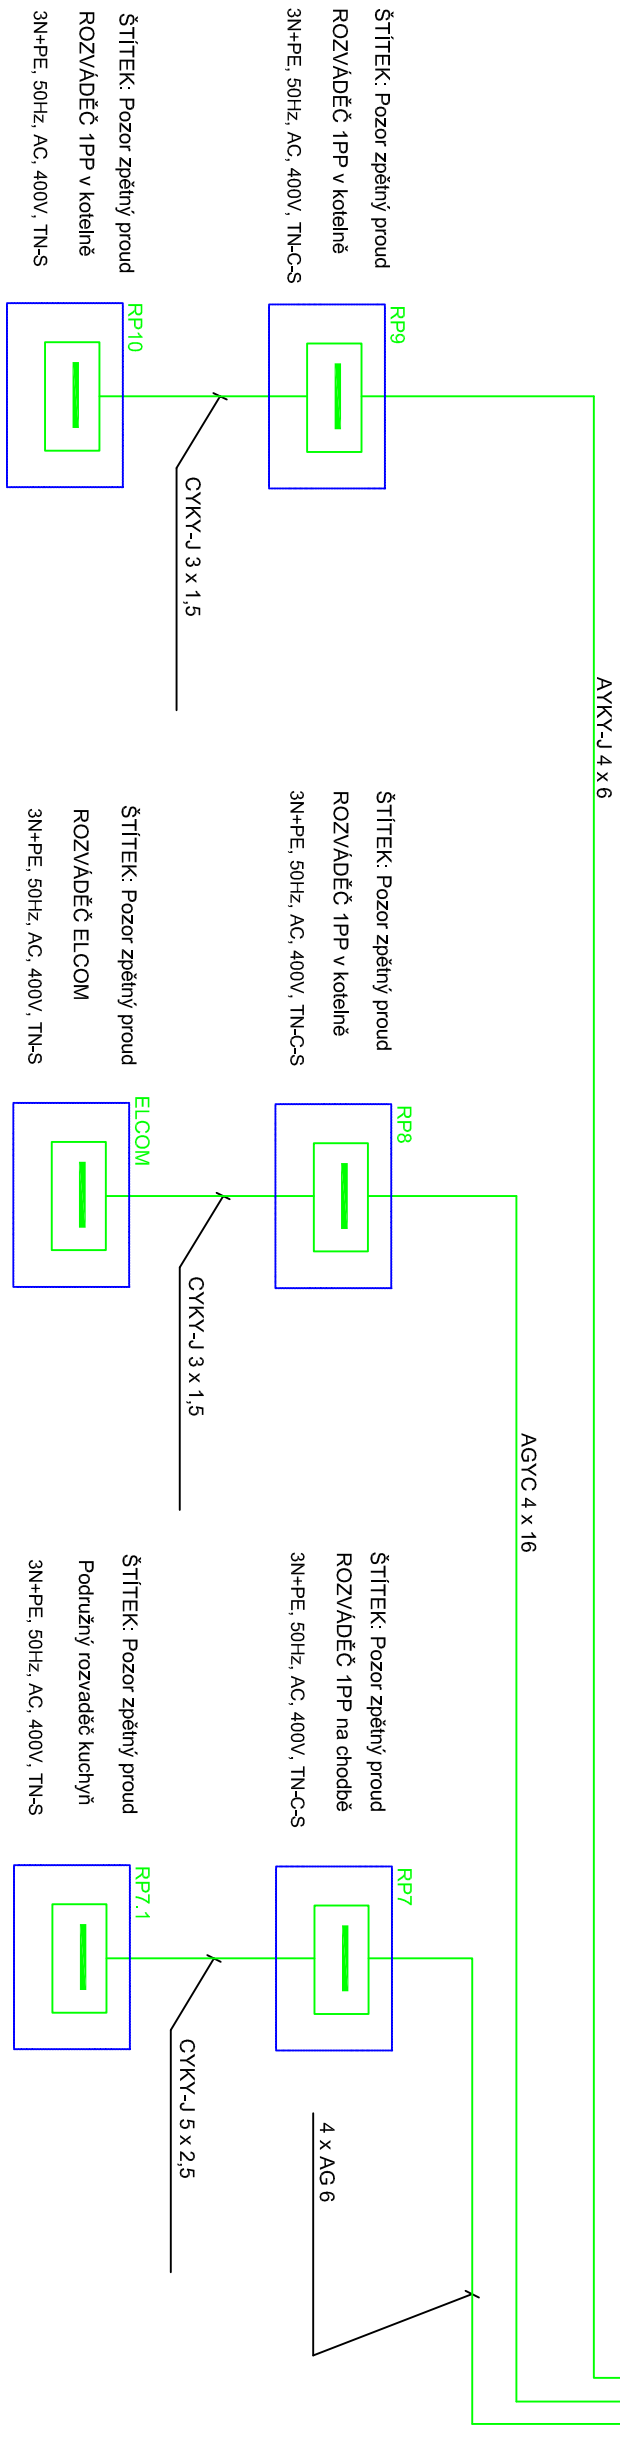 AYKY-J 4 x 6
AGYC 4 x 16
4 x AG 6
RP9
ŠTÍTEK: Pozor zpětný proud
ROZVÁDĚČ 1PP v kotelně
3N+PE, 50Hz, AC, 400V, TN-C-S
RP8
ŠTÍTEK: Pozor zpětný proud
ROZVÁDĚČ 1PP v kotelně
3N+PE, 50Hz, AC, 400V, TN-C-S
RP7
ŠTÍTEK: Pozor zpětný proud
ROZVÁDĚČ 1PP na chodbě
3N+PE, 50Hz, AC, 400V, TN-C-S
CYKY-J 3 x 1,5
CYKY-J 3 x 1,5
CYKY-J 5 x 2,5
RP10
ŠTÍTEK: Pozor zpětný proud
ROZVÁDĚČ 1PP v kotelně
3N+PE, 50Hz, AC, 400V, TN-S
ELCOM
ŠTÍTEK: Pozor zpětný proud
ROZVÁDĚČ ELCOM
3N+PE, 50Hz, AC, 400V, TN-S
RP7.1
ŠTÍTEK: Pozor zpětný proud
Podružný rozvaděč kuchyň
3N+PE, 50Hz, AC, 400V, TN-S